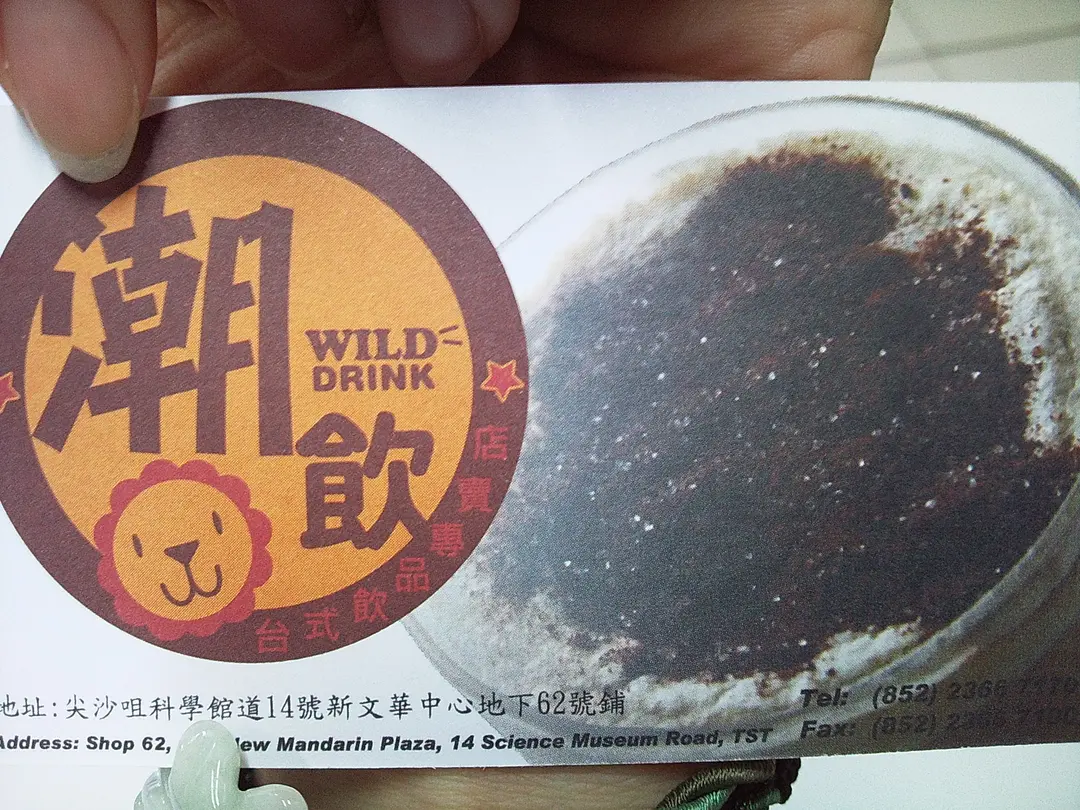 潮飲
WILD
DRINK
台式飲品專賣店
地址:尖沙咀科學館道14號新文華中心地下62號鋪
Tel: (852) 2366
Address: Shop 62, New Mandarin Plaza, 14 Science Museum Road, TST
Fax: (852)